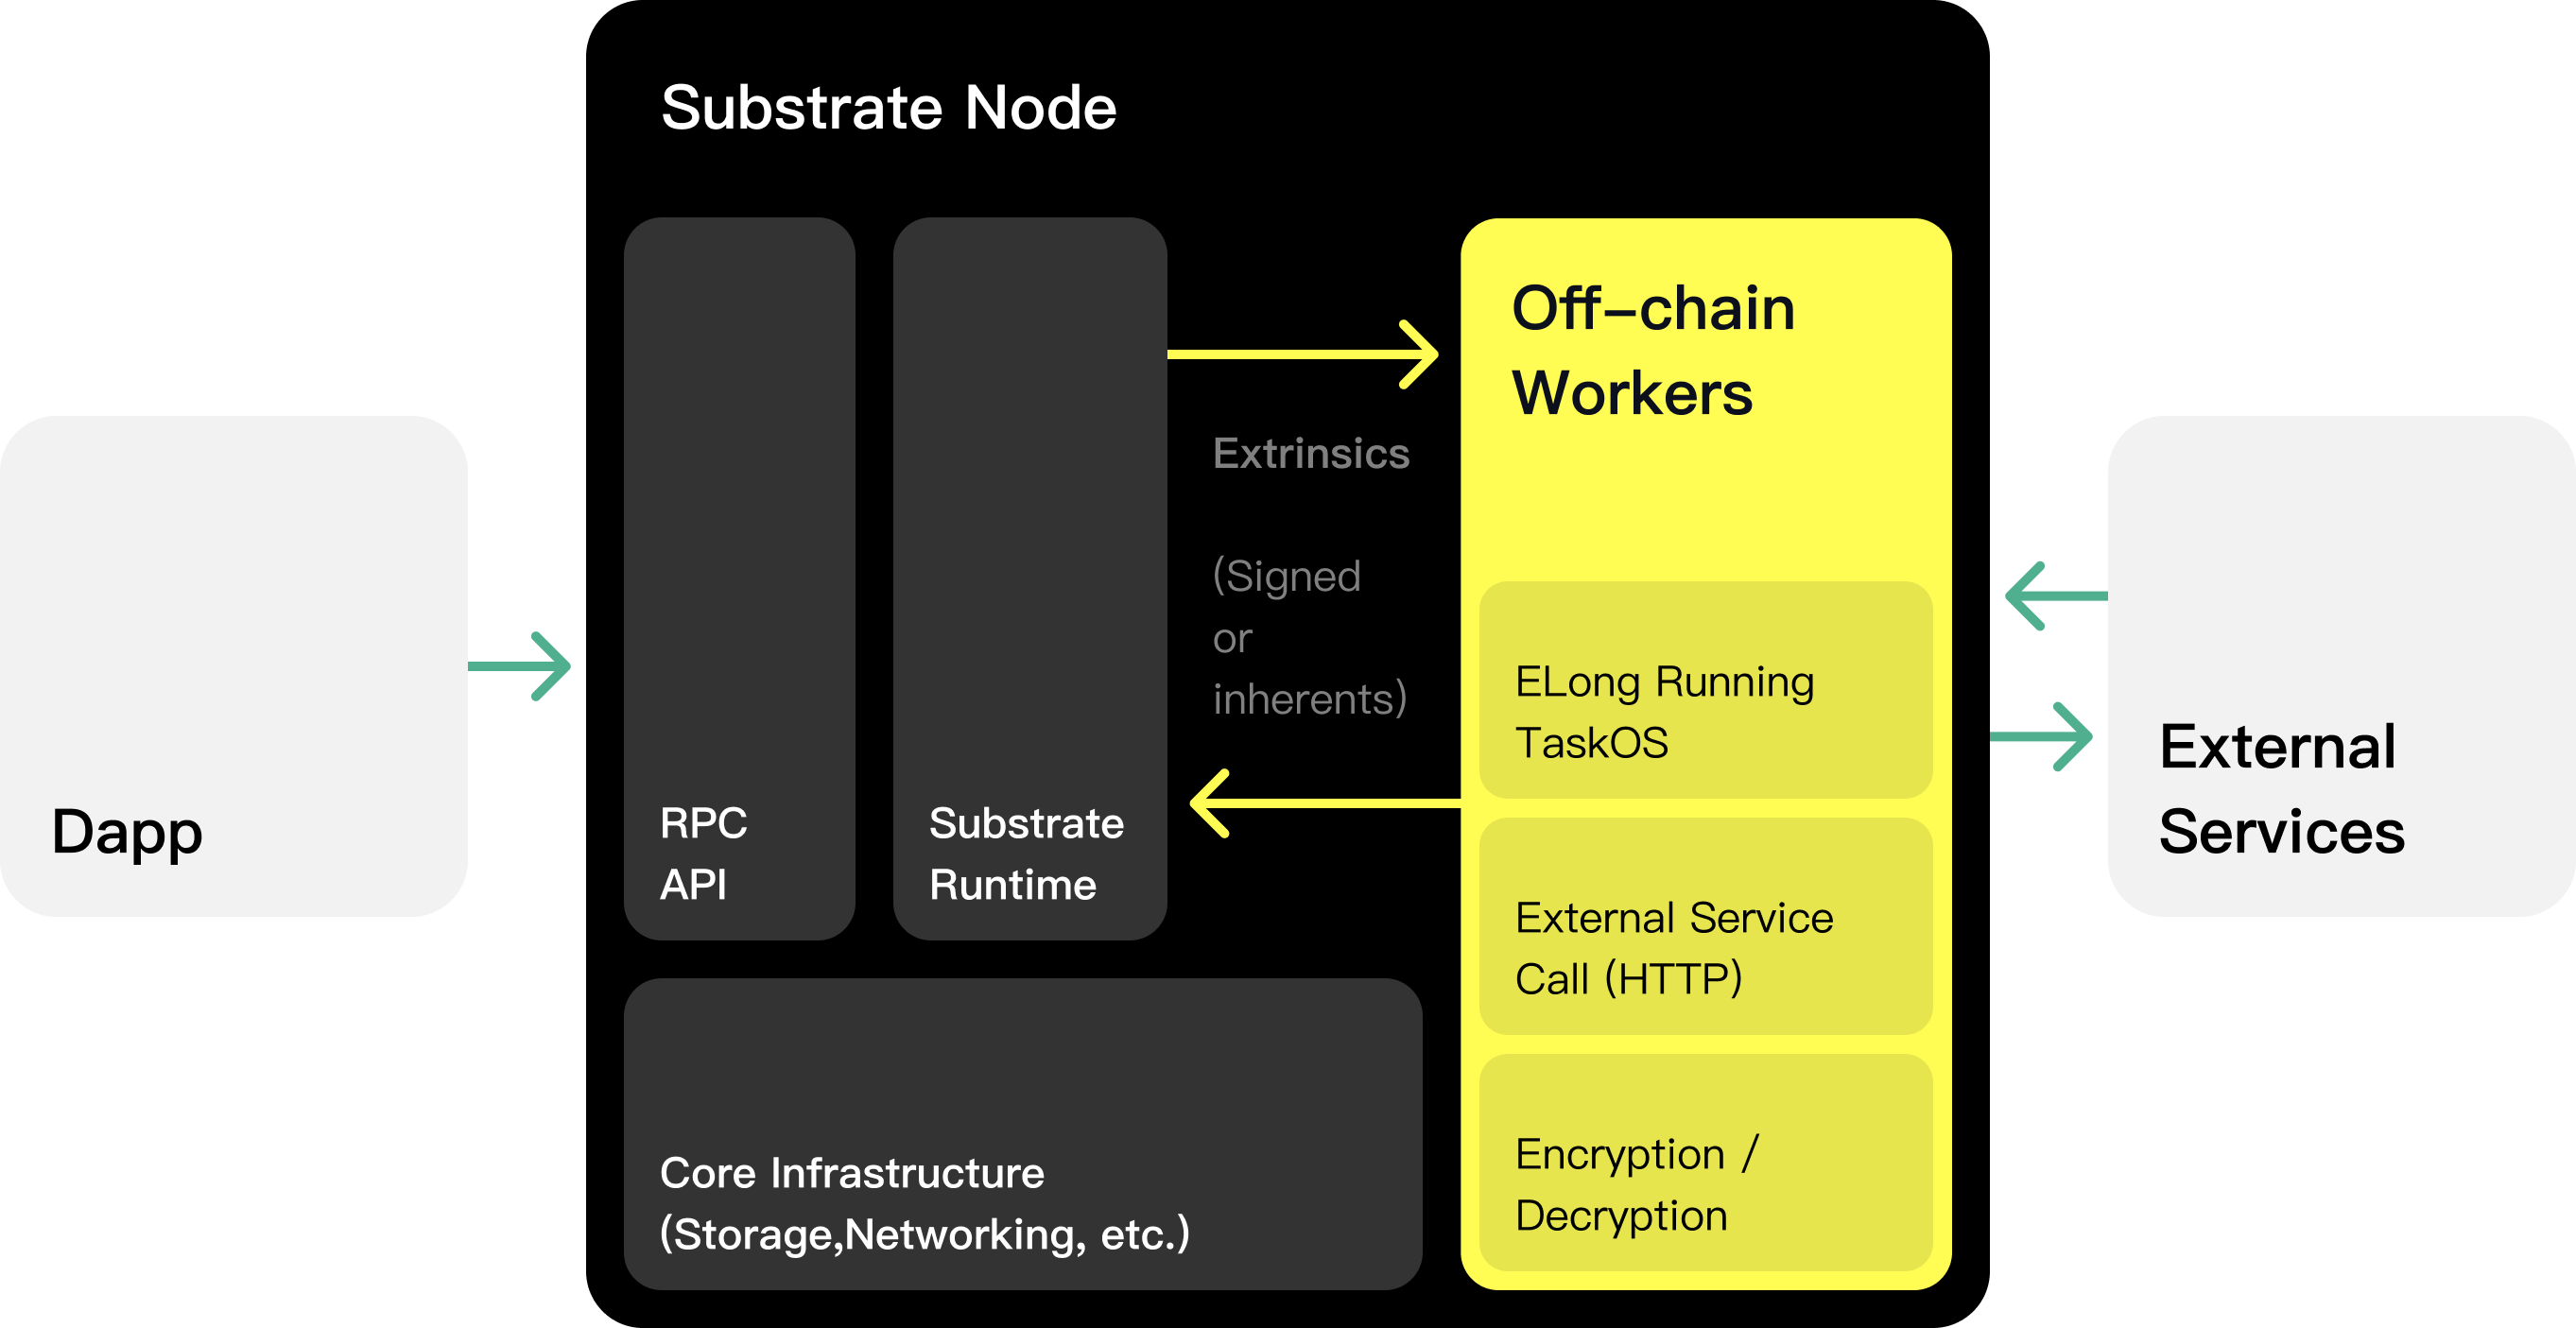 Substrate Node
Dapp
RPC
API
Substrate
Runtime
Extrinsics
(Signed
or
inherents)
Core Infrastructure
(Storage,Networking, etc.)
Off–chain
Workers
ELong Running
TaskOS
External Service
Call (HTTP)
Encryption /
Decryption
External
Services